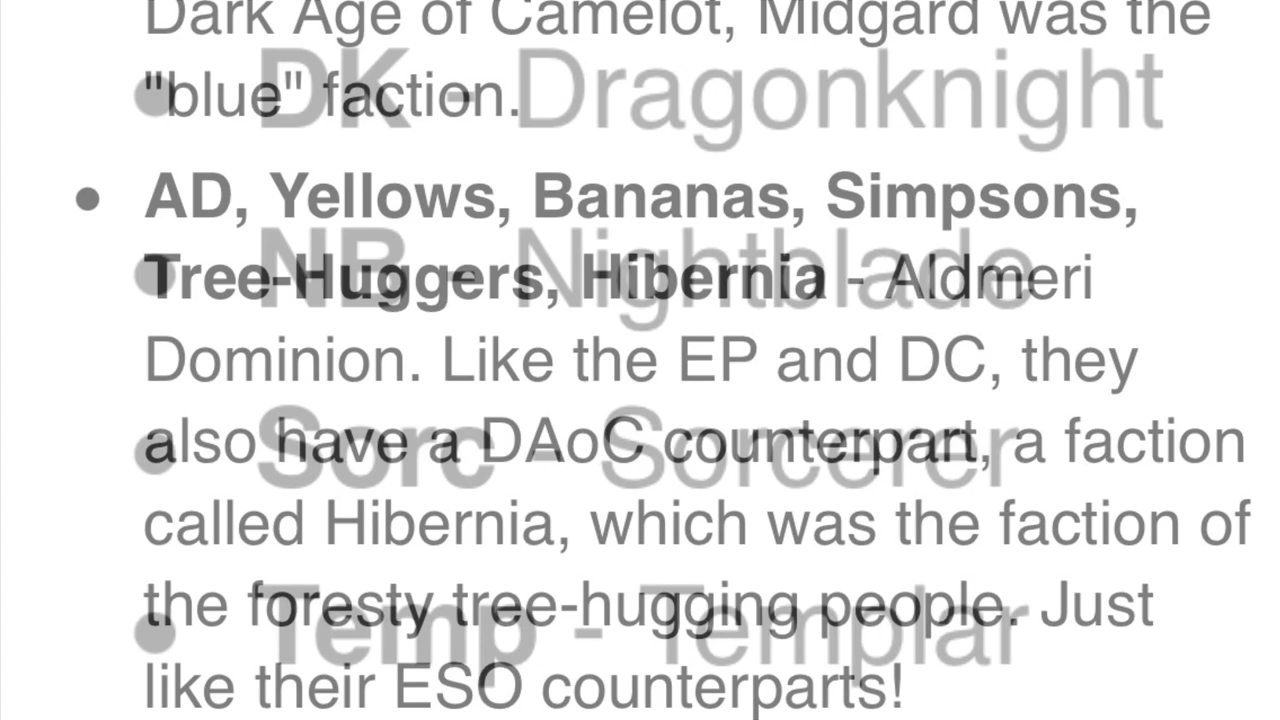 Dark Age of Camelot, Midgard was the
"blue" faction.
• AD, Yellows, Bananas, Simpsons,
Tree-Huggers, Hibernia - Aldmeri
Dominion. Like the EP and DC, they
also have a DAoC counterpart, a faction
called Hibernia, which was the faction of
the foresty tree-hugging people. Just
like their ESO counterparts!
• DK - Dragonknight
• NB - Nightblade
• Sorc - Sorcerer
• Temp - Templar